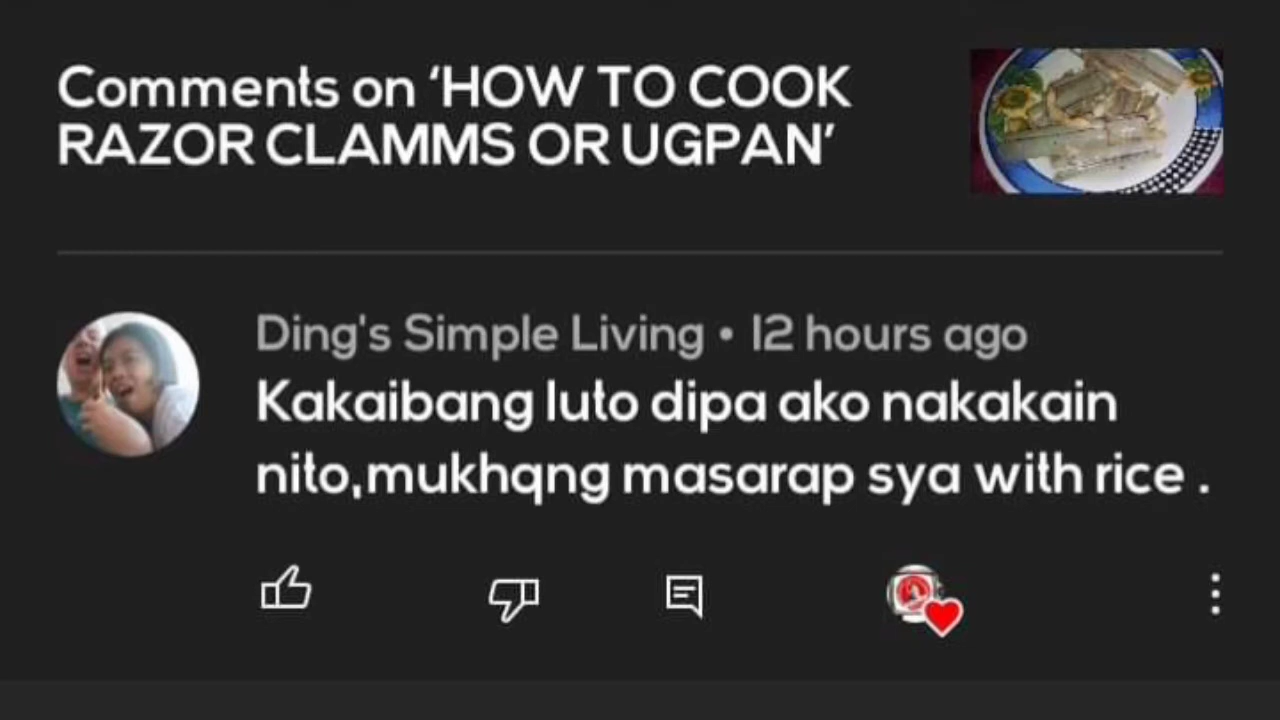 Comments on ‘HOW TO COOK
RAZOR CLAMMS OR UGPAN’
Ding's Simple Living • 12 hours ago
Kakaibang luto dipa ako nakakain
nito,mukhqng masarap sya with rice .